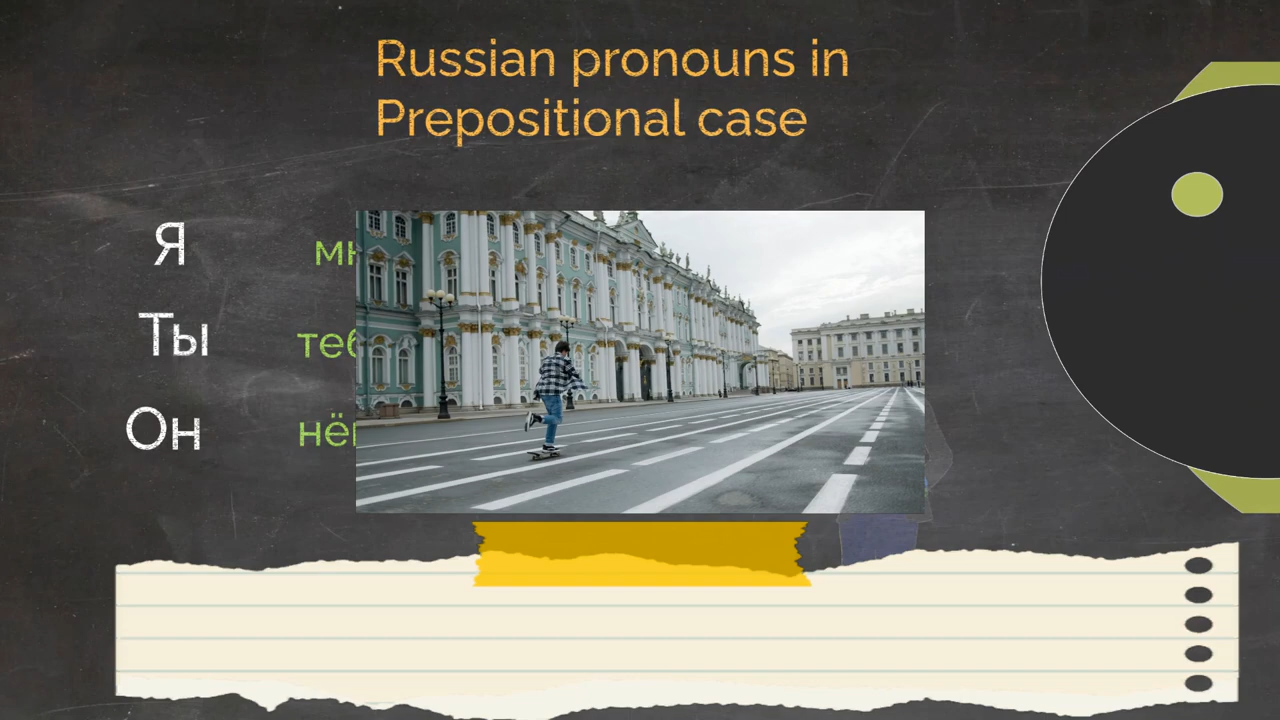 Russian pronouns in
Prepositional case
Я
Ты
Он